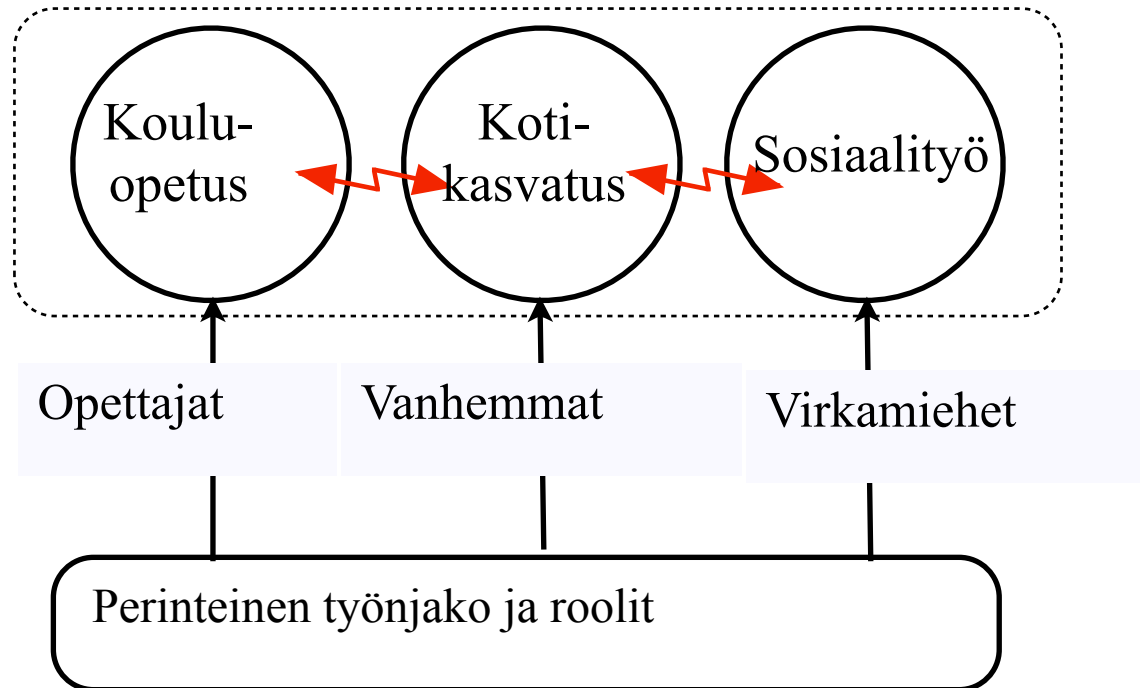 Koulu-
opetus
Koti-
kasvatus
Sosiaalityö
Opettajat
Vanhemmat
Virkamiehet
Perinteinen työnjako ja roolit